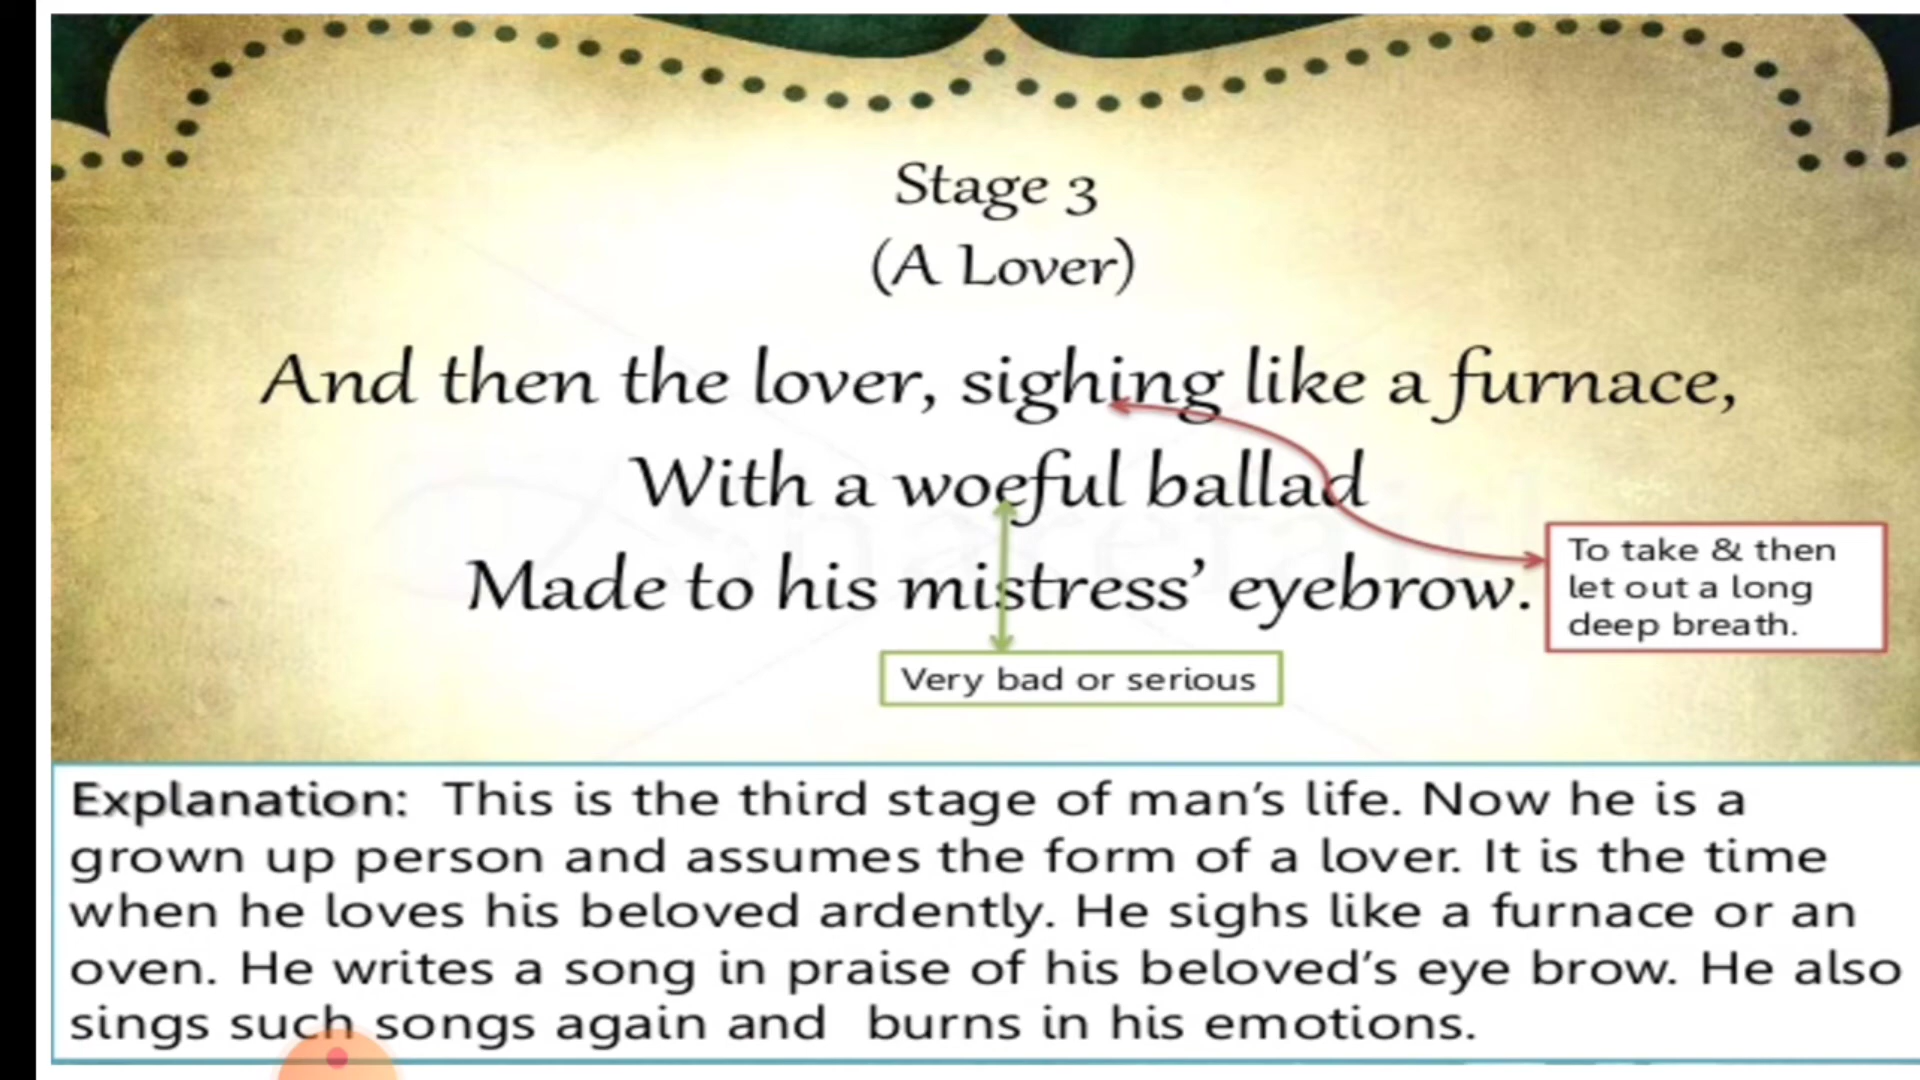 Stage 3
(A Lover)
And then the lover, sighing like a furnace,
With a woeful ballad
Made to his mistress’ eyebrow.
To take & then
let out a long
deep breath.
Very bad or serious
Explanation: This is the third stage of man’s life. Now he is a
grown up person and assumes the form of a lover. It is the time
when he loves his beloved ardently. He sighs like a furnace or an
oven. He writes a song in praise of his beloved’s eye brow. He also
sings such songs again and burns in his emotions.